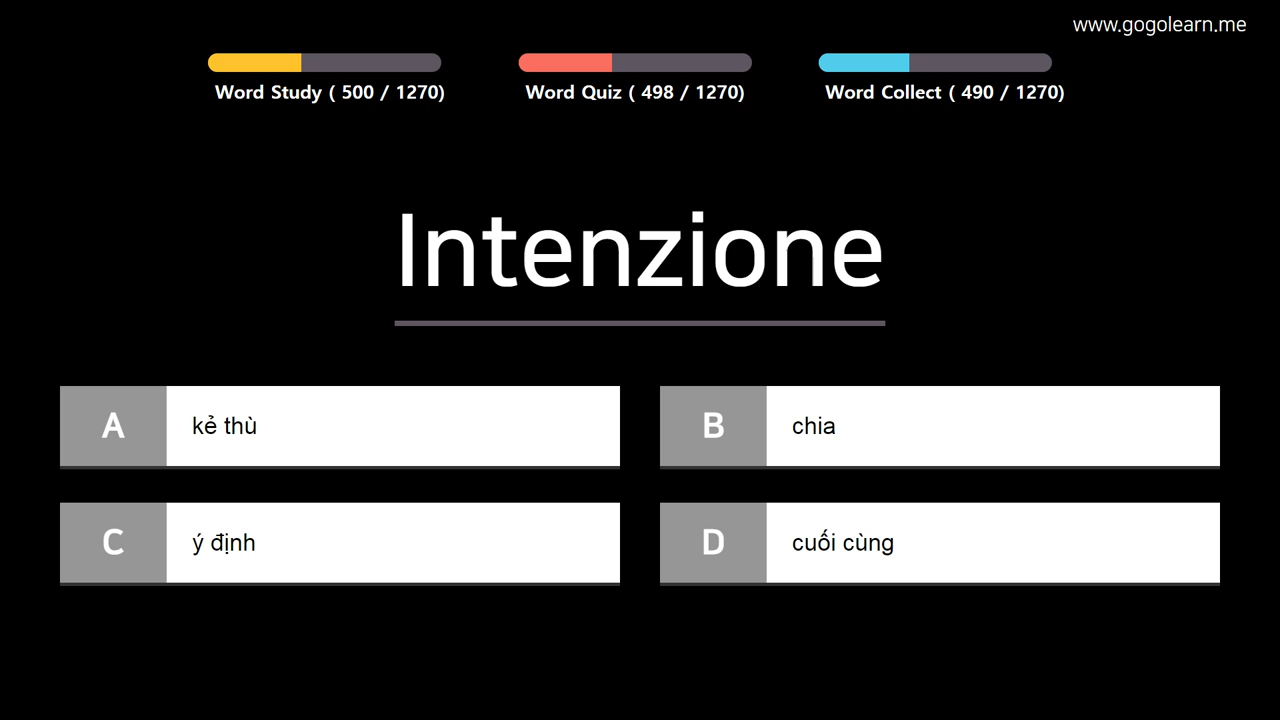 www.gogolearn.me
Word Study ( 500 / 1270)
Word Quiz ( 498 / 1270)
Word Collect ( 490 / 1270)
Intenzione
A kẻ thù
B chia
C ý định
D cuối cùng